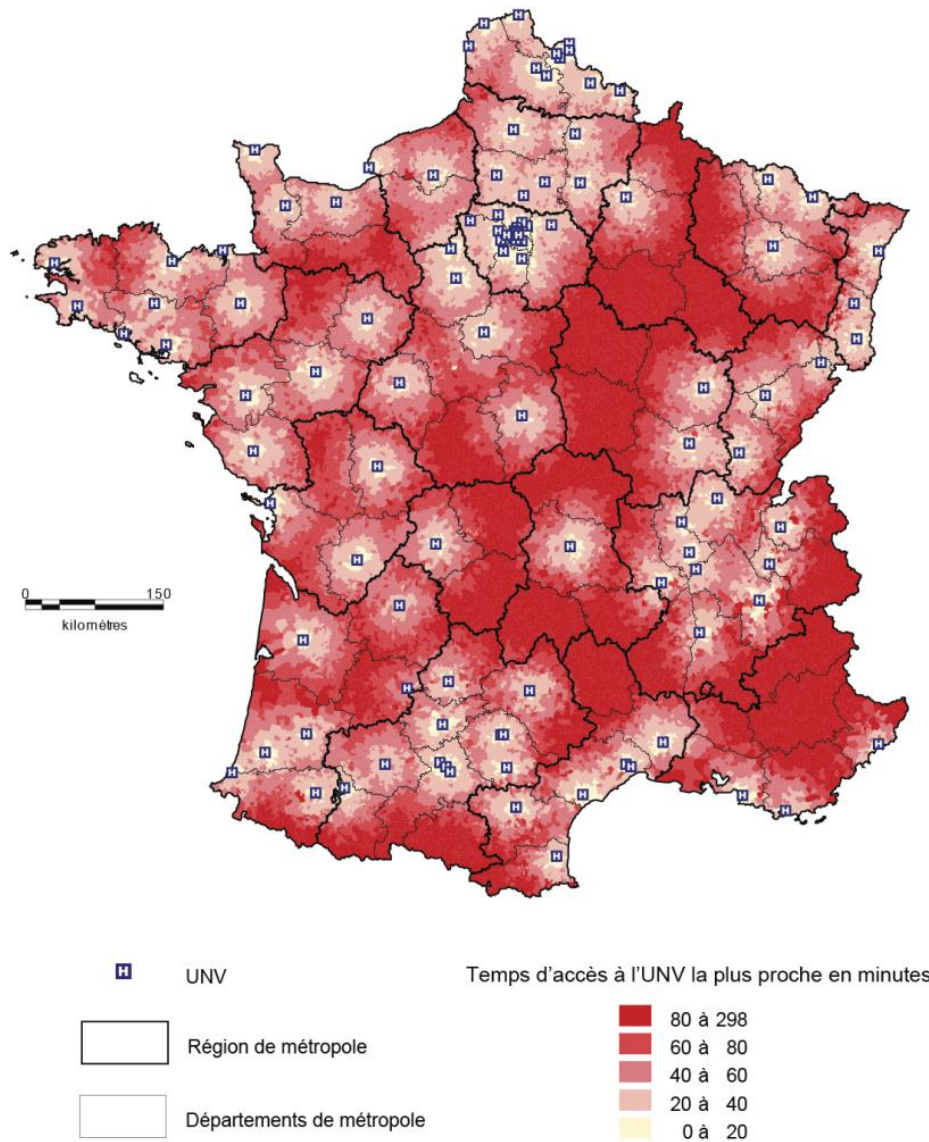 0 150
kilomètres
UNV
Région de métropole
Départements de métropole
Temps d'accès à l'UNV la plus proche en minutes
80 à 298
60 à 80
40 à 60
20 à 40
0 à 20